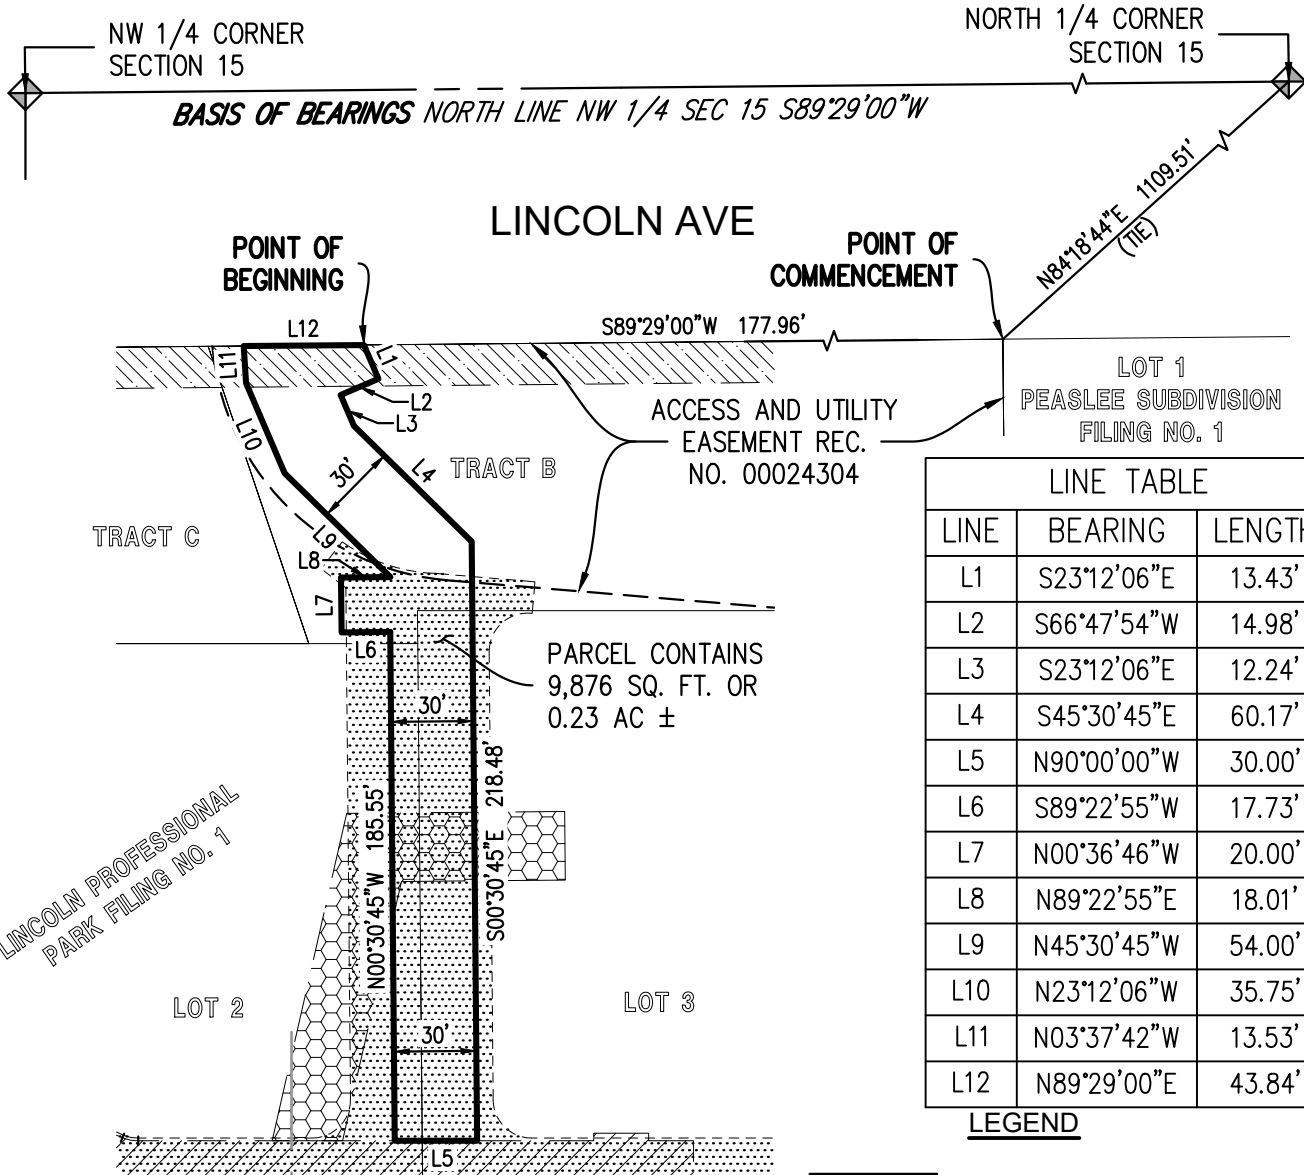 NW 1/4 CORNER
SECTION 15
NORTH 1/4 CORNER
SECTION 15
BASIS OF BEARINGS NORTH LINE NW 1/4 SEC 15 S89°29'00"W
N84°18'44"E 1109.51'
(TIE)
LINCOLN AVE
POINT OF
BEGINNING
POINT OF
COMMENCEMENT
L12
S89°29'00"W 177.96'
L11
L1
L2
L3
L10
30'
L4
TRACT B
ACCESS AND UTILITY
EASEMENT REC.
NO. 00024304
LOT 1
PEASLEE SUBDIVISION
FILING NO. 1
TRACT C
L9
L8
L7
L6
PARCEL CONTAINS
9,876 SQ. FT. OR
0.23 AC ±
30'
N00°30'45"W 185.55'
S00°30'45"E 218.48'
LINCOLN PROFESSIONAL
PARK FILING NO. 1
LOT 2
LOT 3
30'
L5
LINE TABLE
LINE BEARING LENGTH
L1 S23°12'06"E 13.43'
L2 S66°47'54"W 14.98'
L3 S23°12'06"E 12.24'
L4 S45°30'45"E 60.17'
L5 N90°00'00"W 30.00'
L6 S89°22'55"W 17.73'
L7 N00°36'46"W 20.00'
L8 N89°22'55"E 18.01'
L9 N45°30'45"W 54.00'
L10 N23°12'06"W 35.75'
L11 N03°37'42"W 13.53'
L12 N89°29'00"E 43.84'
LEGEND